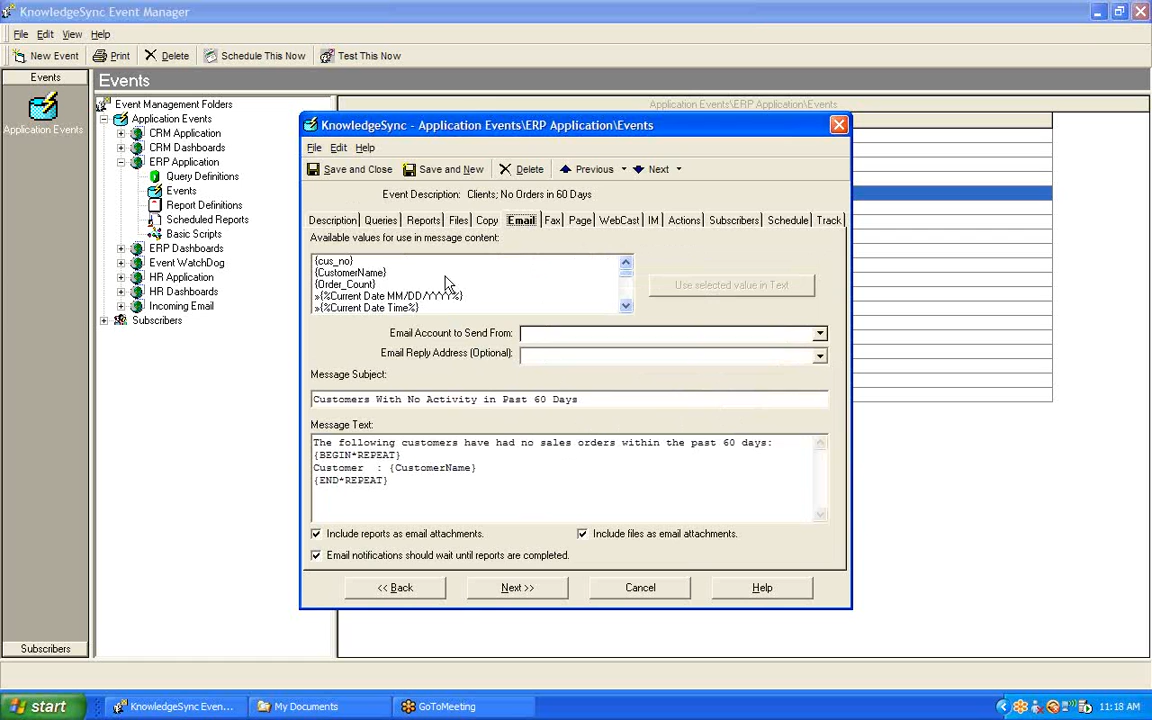 KnowledgeSync Event Manager
File Edit View Help
New Event Print Delete Schedule This Now Test This Now
Events
Events
Application Events
Event Management Folders
Application Events
CRM Application
CRM Dashboards
ERP Application
Query Definitions
Events
Report Definitions
Scheduled Reports
Basic Scripts
ERP Dashboards
Event WatchDog
HR Application
HR Dashboards
Incoming Email
Subscribers
Application Events\ERP Application\Events
KnowledgeSync - Application Events\ERP Application\Events
File Edit Help
Save and Close Save and New Delete Previous Next
Event Description: Clients; No Orders in 60 Days
Description Queries Reports Files Copy Email Fax Page WebCast IM Actions Subscribers Schedule Track
Available values for use in message content:
{cus_no}
{CustomerName}
{Order_Count}
»{%Current Date MM/DD/YYYY%}
»{%Current Date Time%}
Use selected value in Text
Email Account to Send From:
Email Reply Address (Optional):
Message Subject:
Customers With No Activity in Past 60 Days
Message Text:
The following customers have had no sales orders within the past 60 days:
{BEGIN*REPEAT}
Customer : {CustomerName}
{END*REPEAT}
Include reports as email attachments. Include files as email attachments.
Email notifications should wait until reports are completed.
<< Back Next >> Cancel Help
Subscribers
start KnowledgeSync Even... My Documents GoToMeeting 11:18 AM